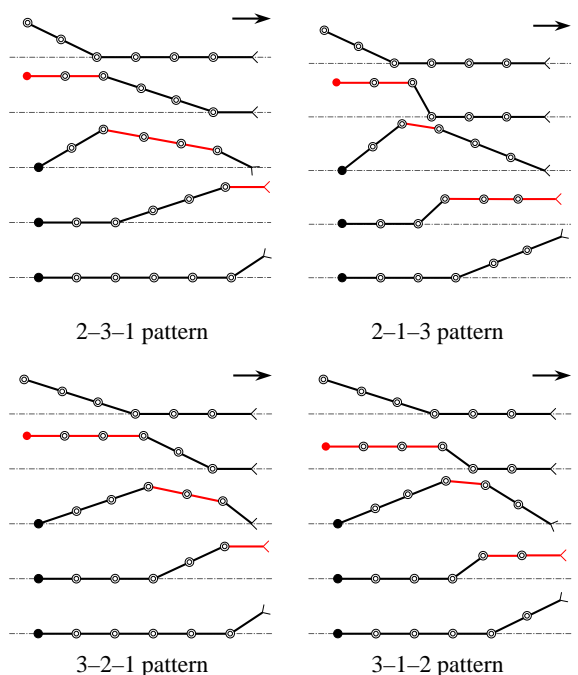 2–3–1 pattern
2–1–3 pattern
3–2–1 pattern
3–1–2 pattern